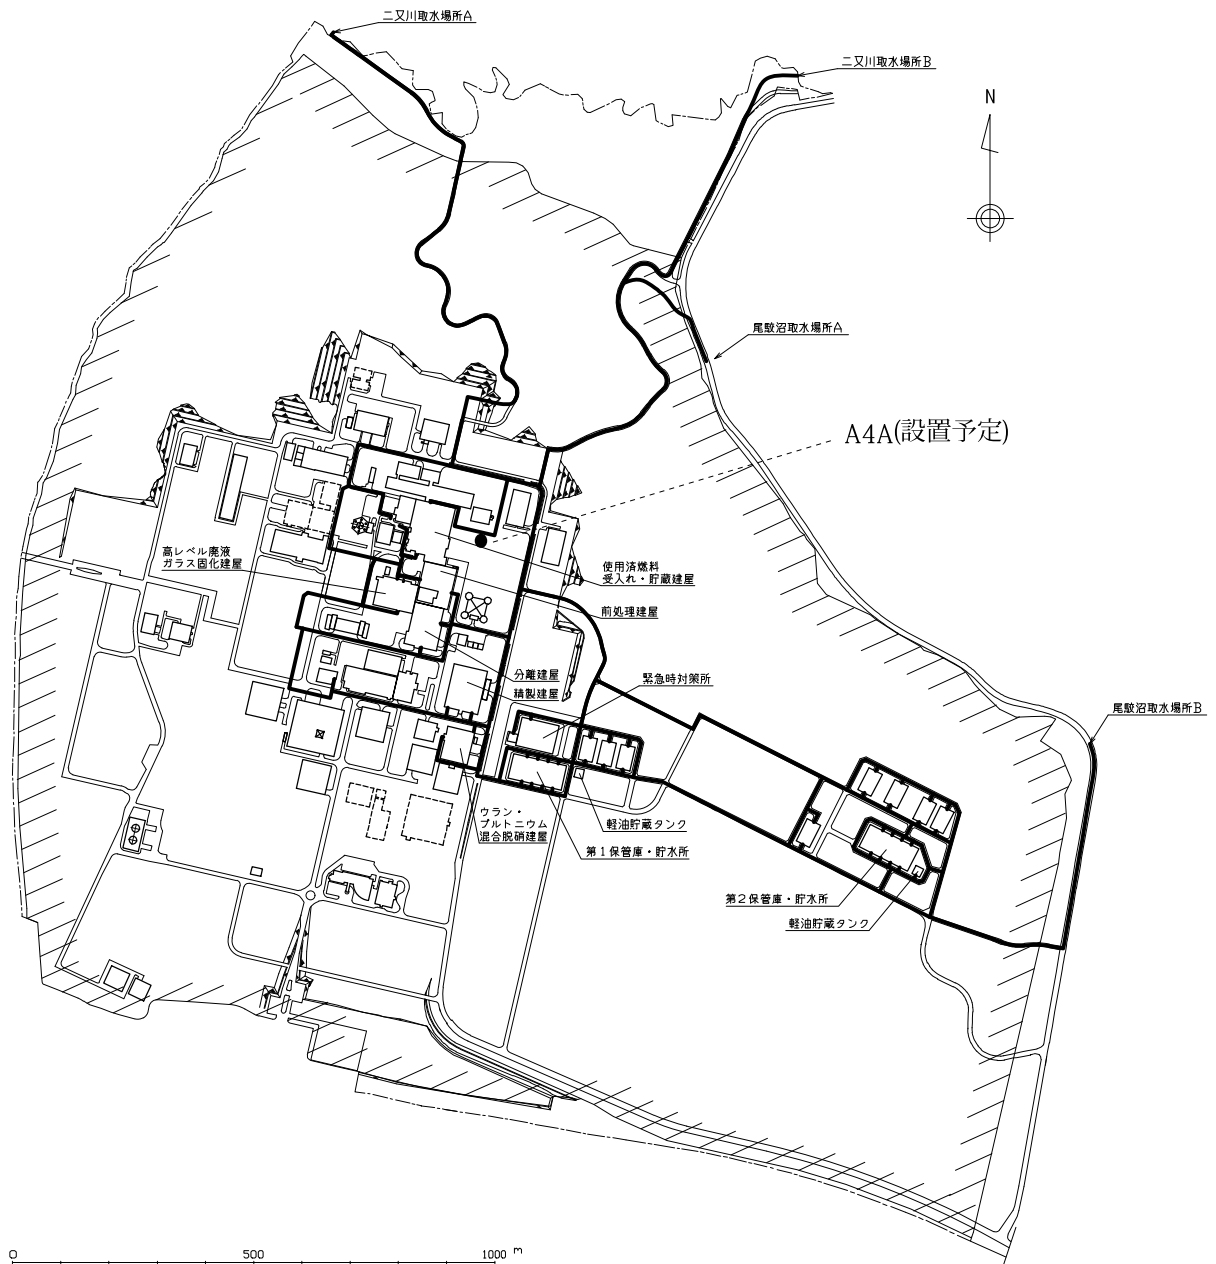 二又川取水場所A
二又川取水場所B
N
尾駮沼取水場所A
A4A(設置予定)
高レベル廃液
ガラス固化建屋
使用済燃料
受入れ・貯蔵建屋
前処理建屋
分離建屋
精製建屋
緊急時対策所
尾駮沼取水場所B
ウラン・
プルトニウム
混合脱硝建屋
軽油貯蔵タンク
第1保管庫・貯水所
第2保管庫・貯水所
軽油貯蔵タンク
0 500 1000 m